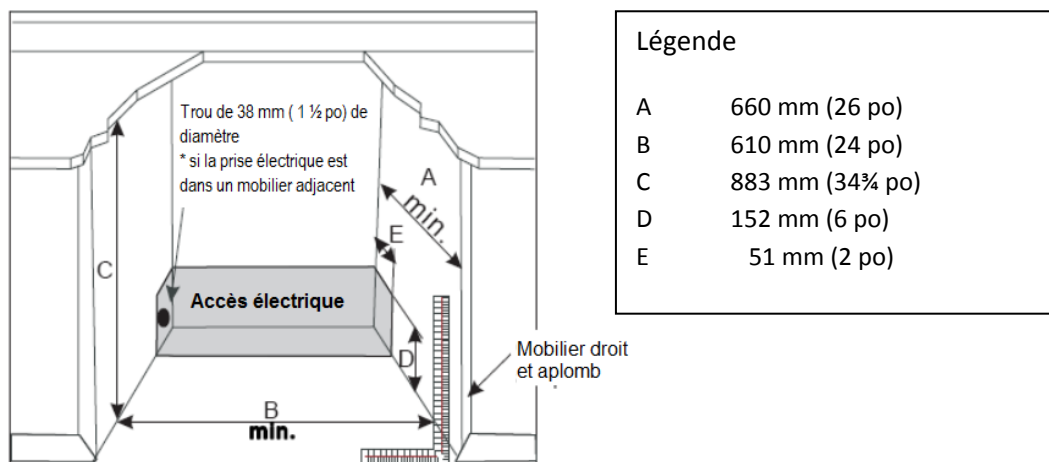 Trou de 38 mm ( 1 ½ po) de
diamètre
* si la prise électrique est
dans un mobilier adjacent
A
min.
E
C
Accès électrique
D
Mobilier droit
et aplomb
B
min.
Légende
A 660 mm (26 po)
B 610 mm (24 po)
C 883 mm (34¾ po)
D 152 mm (6 po)
E 51 mm (2 po)